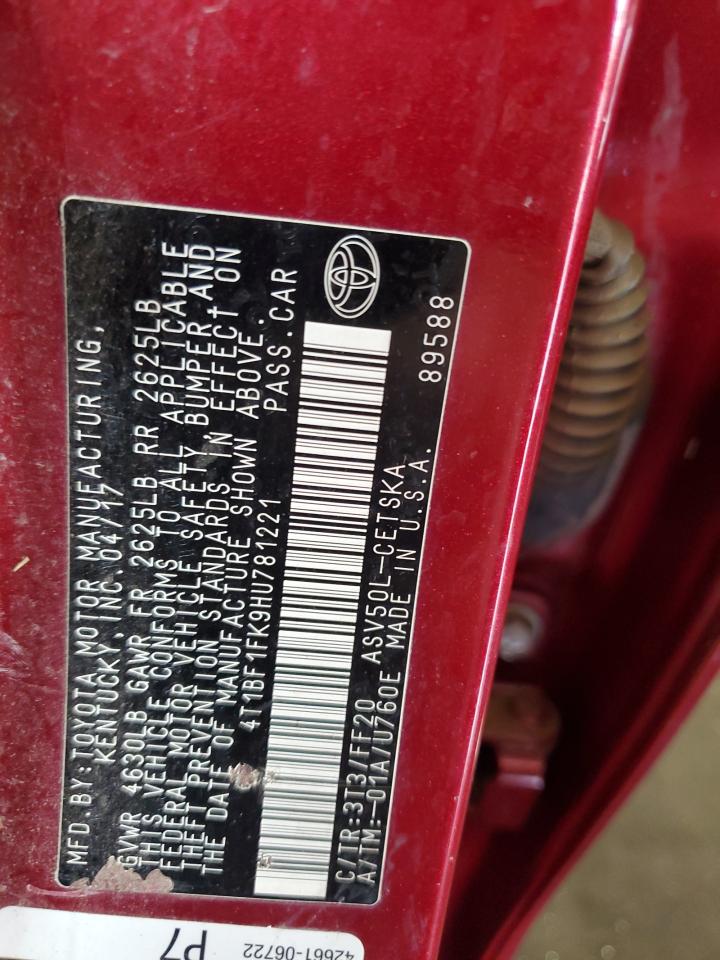 MFD.BY:TOYOTA MOTOR MANUFACTURING,
KENTUCKY, INC. 04/17
GVWR 4630LB GAWR FR 2625LB RR 2625LB
THIS VEHICLE CONFORMS TO ALL APPLICABLE
FEDERAL MOTOR VEHICLE SAFETY, BUMPER, AND
THEFT PREVENTION STANDARDS IN EFFECT ON
THE DATE OF MANUFACTURE SHOWN ABOVE.
4T1BF1FK9HU781221 PASS.CAR
C/TR:3T3/FF20 ASV50L-CETSKA 89588
A/TM:-01A/U760E MADE IN U.S.A.
P7
42661-06722